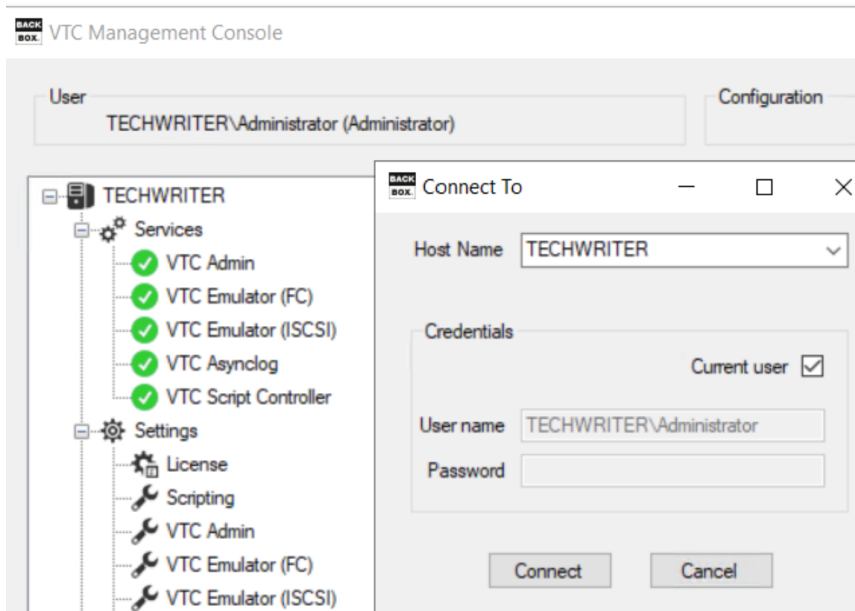 BACK
BOX
VTC Management Console
User
TECHWRITER\Administrator (Administrator)
Configuration
TECHWRITER
Services
VTC Admin
VTC Emulator (FC)
VTC Emulator (ISCSI)
VTC Asynclog
VTC Script Controller
Settings
License
Scripting
VTC Admin
VTC Emulator (FC)
VTC Emulator (ISCSI)
BACK
BOX
Connect To
Host Name TECHWRITER
Credentials
Current user
User name TECHWRITER\Administrator
Password
Connect Cancel